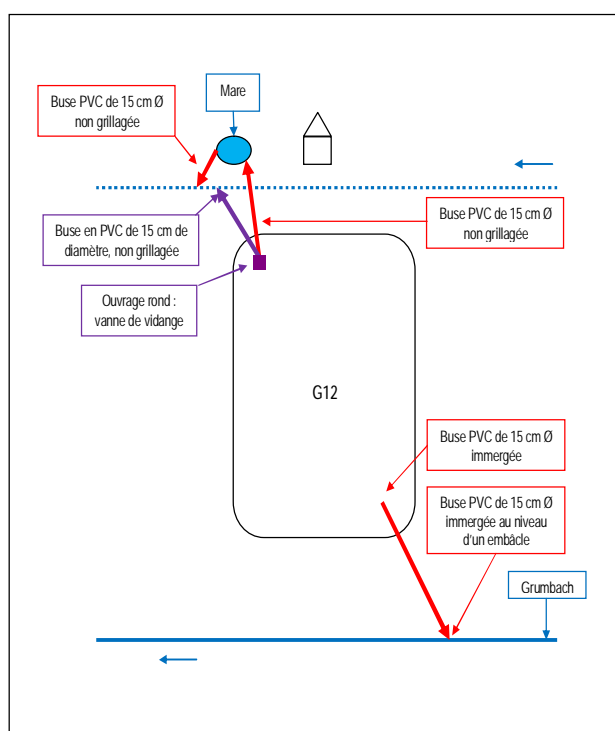 Mare
Buse PVC de 15 cm Ø
non grillagée
Buse en PVC de 15 cm de
diamètre, non grillagée
Buse PVC de 15 cm Ø
non grillagée
Ouvrage rond :
vanne de vidange
G12
Buse PVC de 15 cm Ø
immergée
Buse PVC de 15 cm Ø
immergée au niveau
d'un embâcle
Grumbach